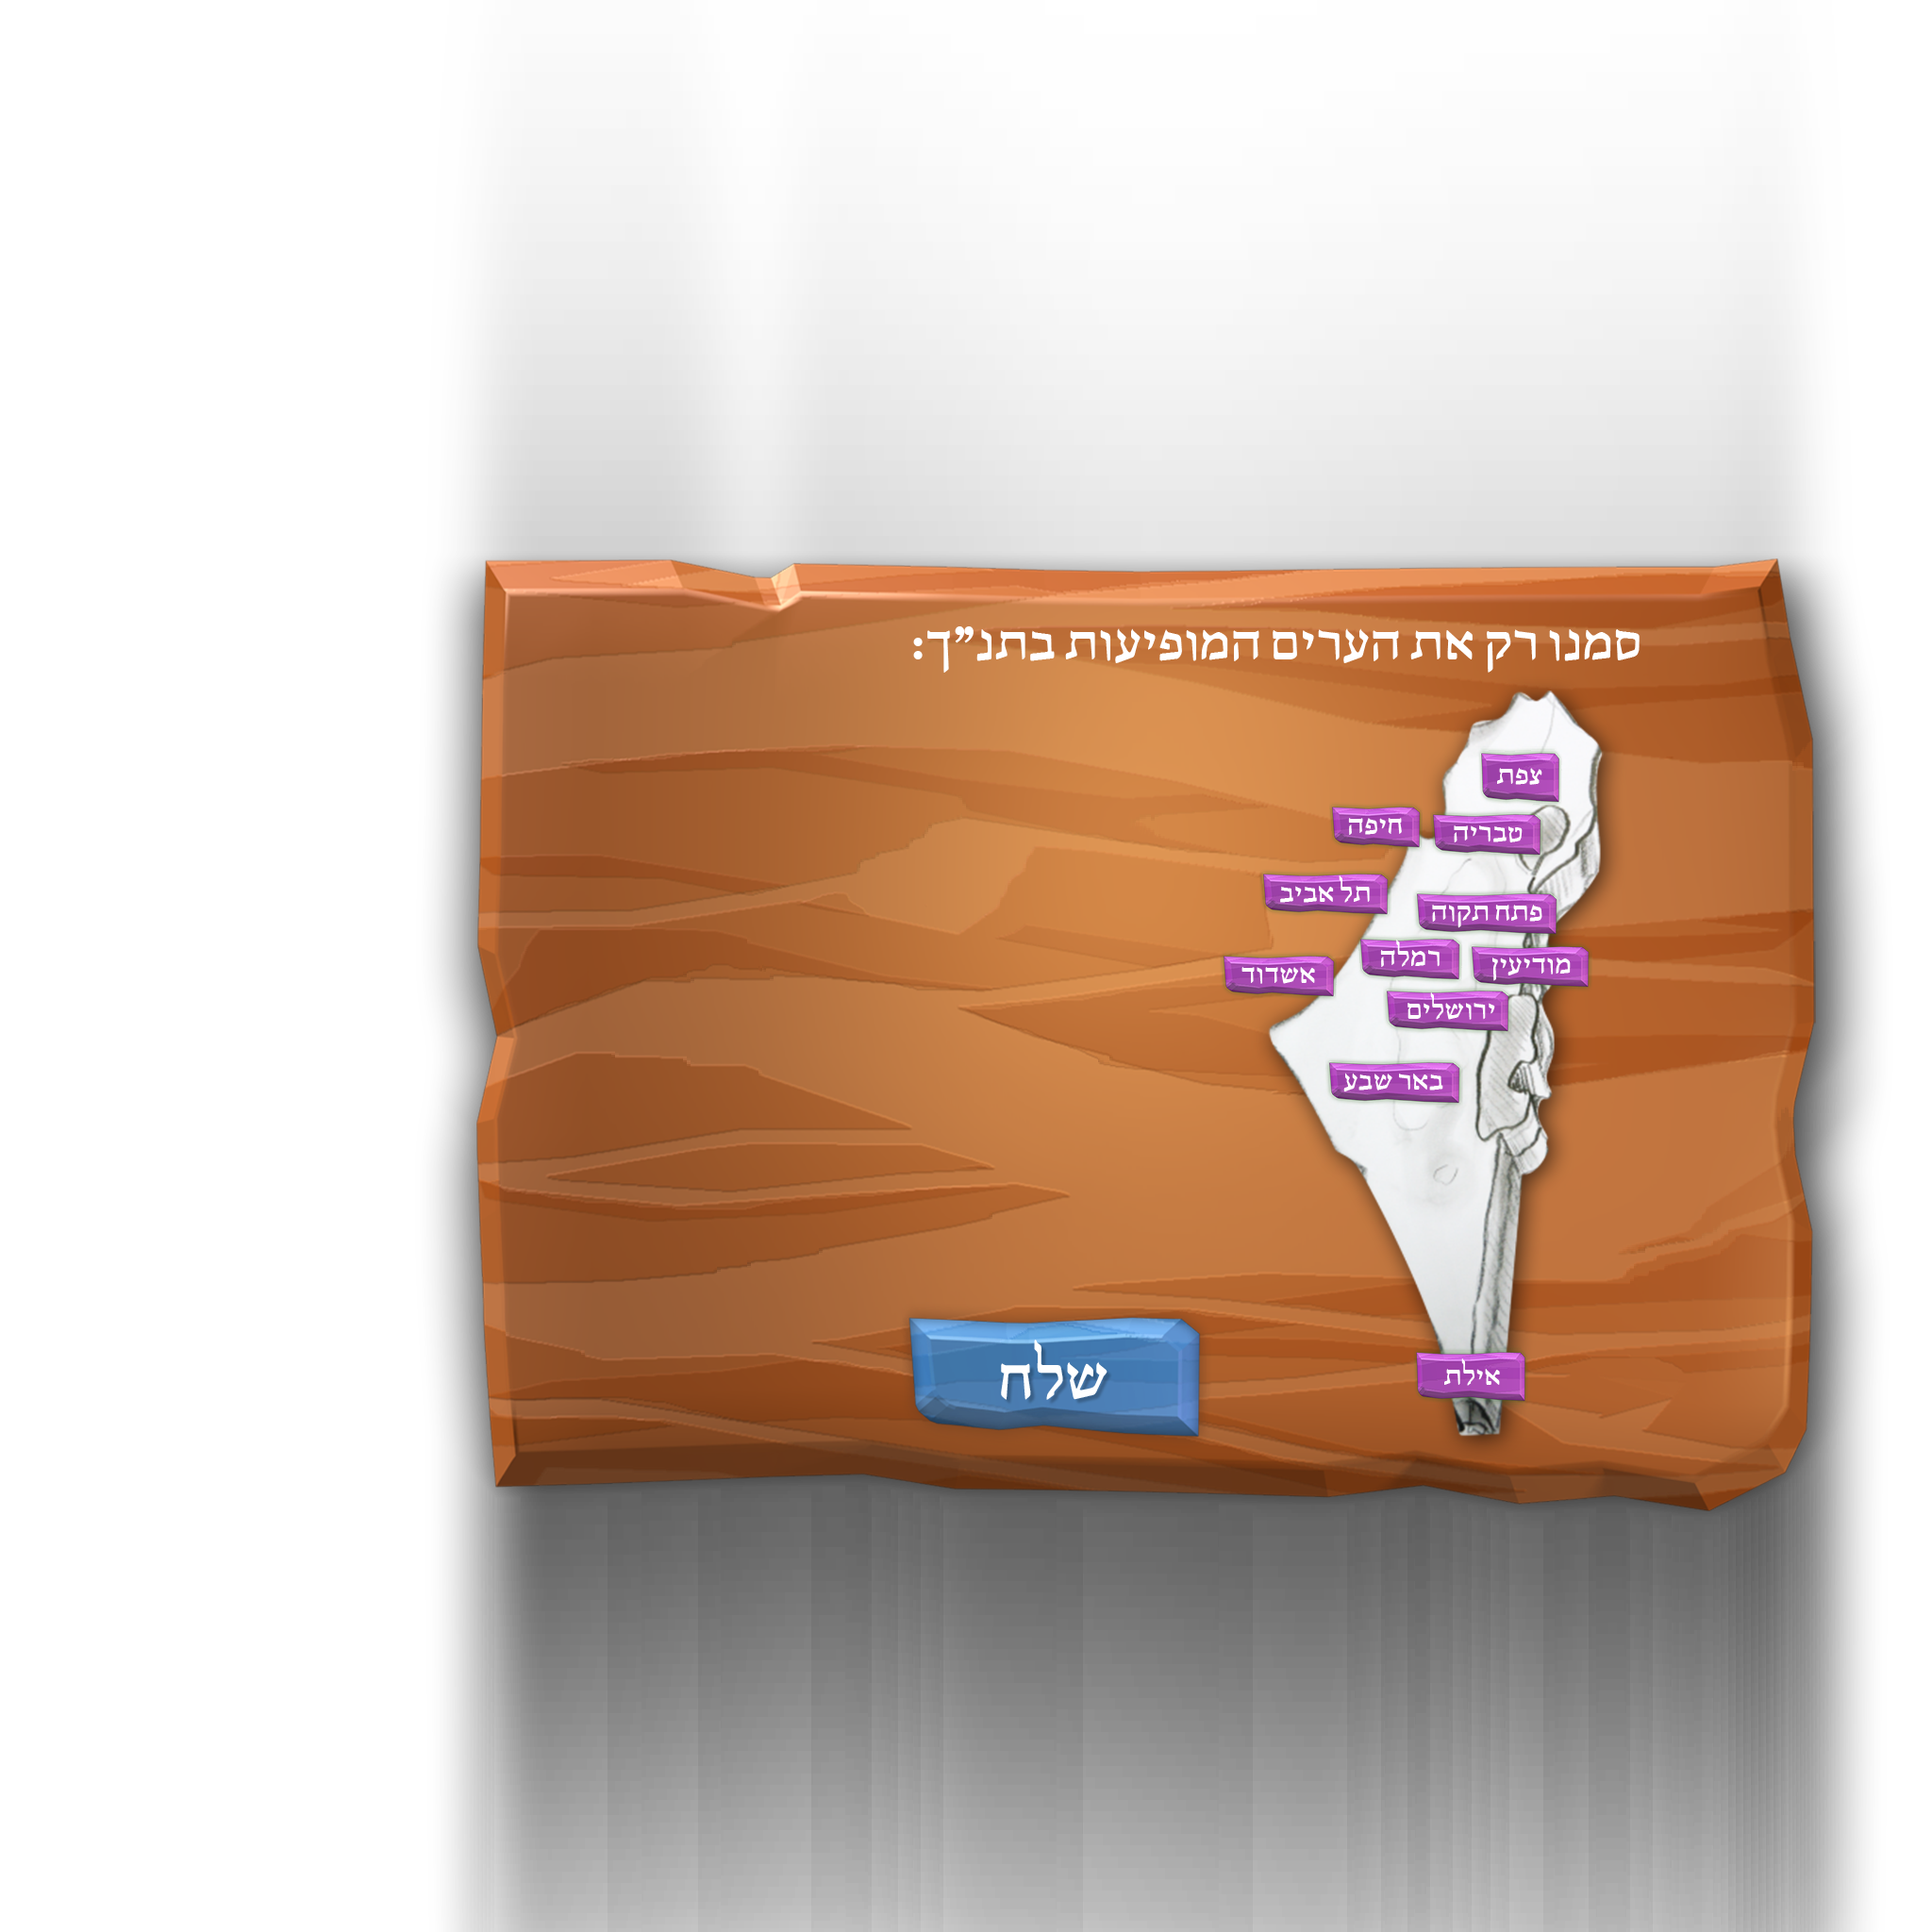 סמנו רק את הערים המופיעות בתנ”ך:
צפת
חיפה
טבריה
תל אביב
פתח תקוה
רמלה
מודיעין
אשדוד
ירושלים
באר שבע
אילת
שלח